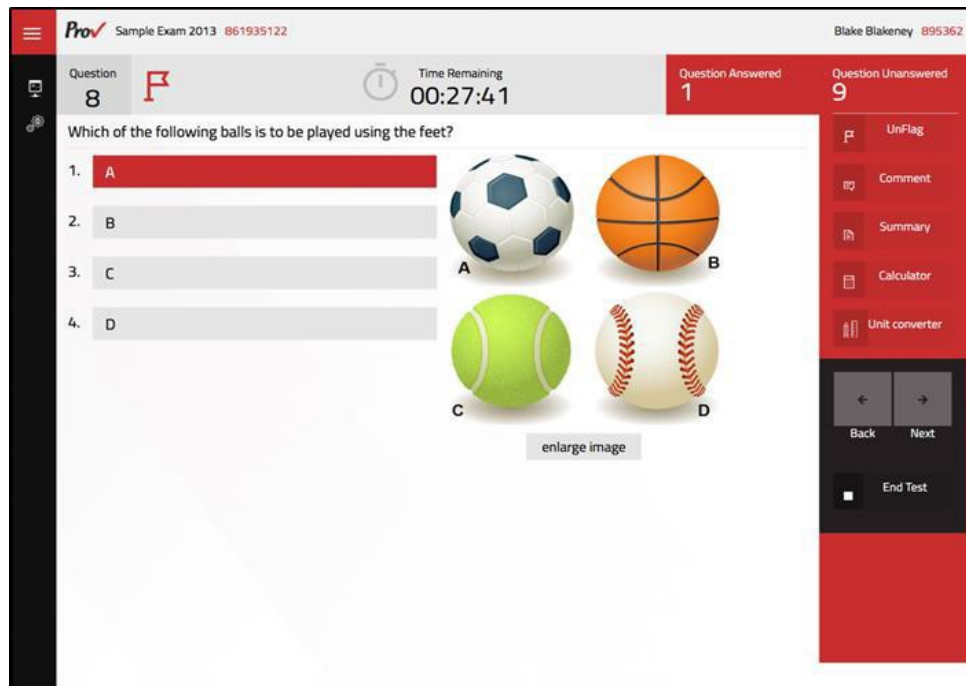 Prov Sample Exam 2013 861935122
Blake Blakeney 895362
Question
8
Time Remaining
00:27:41
Question Answered
1
Question Unanswered
9
Which of the following balls is to be played using the feet?
1. A
2. B
3. C
4. D
A
B
C
D
enlarge image
UnFlag
Comment
Summary
Calculator
Unit converter
Back
Next
End Test